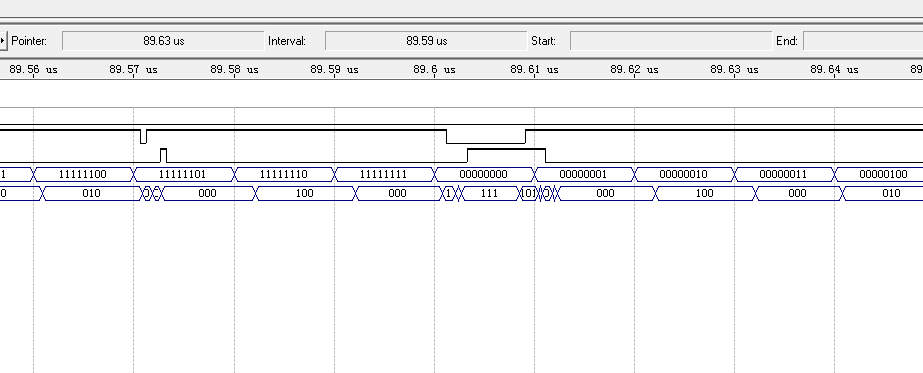 Pointer: 89.63 us Interval: 89.59 us Start: End:
89.56 us 89.57 us 89.58 us 89.59 us 89.6 us 89.61 us 89.62 us 89.63 us 89.64 us 89
1 11111100 11111101 11111110 11111111 00000000 00000001 00000010 00000011 00000100
0 010 000 100 000 111 000 100 000 010